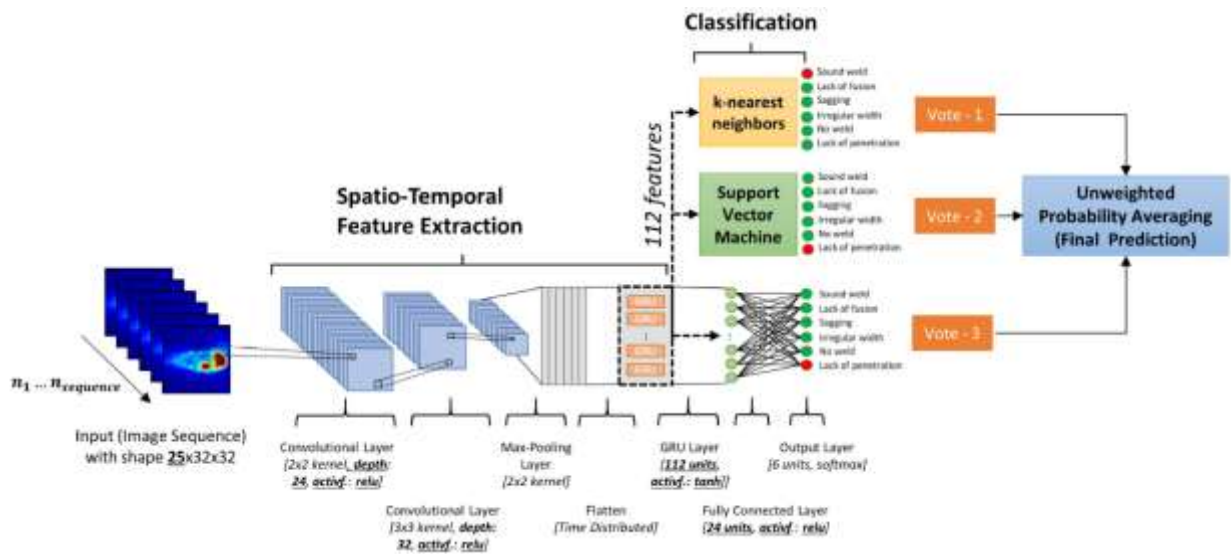 Classification
k-nearest
neighbors
Sound weld
Lack of fusion
Sagging
Irregular width
No weld
Lack of penetration
Vote - 1
112 features
Support
Vector
Machine
Sound weld
Lack of fusion
Sagging
Irregular width
No weld
Lack of penetration
Vote - 2
Unweighted
Probability Averaging
(Final Prediction)
Spatio-Temporal
Feature Extraction
GRU
GRU
GRU
GRU
Sound weld
Lack of fusion
Sagging
Irregular width
No weld
Lack of penetration
Vote - 3
n1 ... nsequence
Input (Image Sequence)
with shape 25x32x32
Convolutional Layer
[2x2 kernel, depth:
24, activf.: relu]
Convolutional Layer
[3x3 kernel, depth:
32, activf.: relu]
Max-Pooling
Layer
[2x2 kernel]
Flatten
[Time Distributed]
GRU Layer
[112 units,
activf.: tanh]]
Fully Connected Layer
[24 units, activf.: relu]
Output Layer
[6 units, softmax]